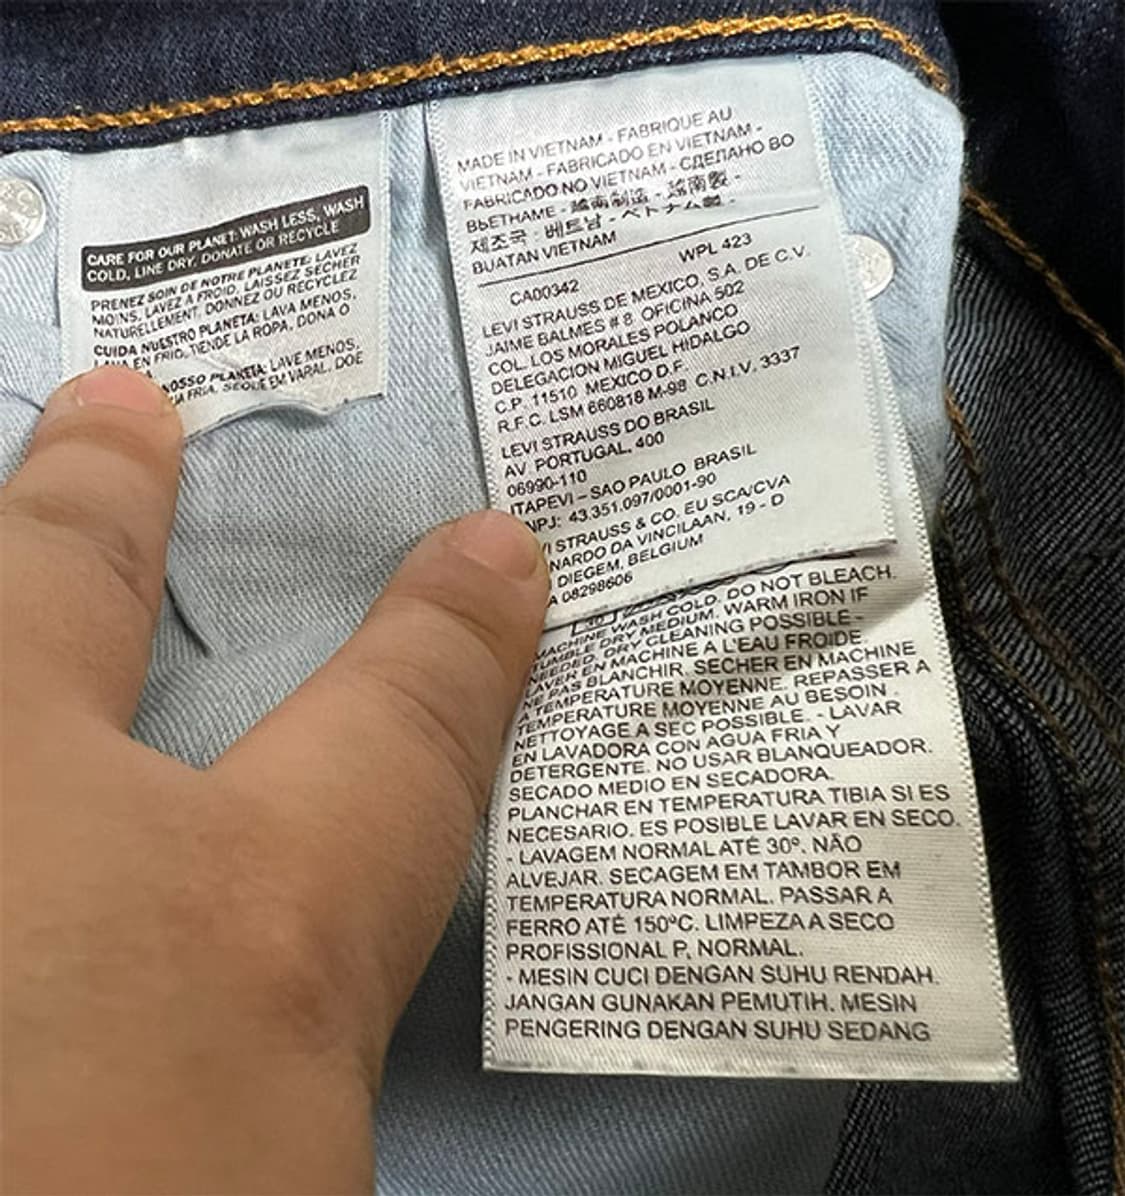 CARE FOR OUR PLANET: WASH LESS, WASH
COLD, LINE DRY, DONATE OR RECYCLE
PRENEZ SOIN DE NOTRE PLANETE: LAVEZ
MOINS, LAVEZ A FROID, LAISSEZ SECHER
NATURELLEMENT, DONNEZ OU RECYCLEZ
CUIDA NUESTRO PLANETA: LAVA MENOS,
EN FRIO, TIENDE LA ROPA, DONA O
OSSO PLANETA: LAVE MENOS,
FRIA, SEQUE EM VARAL, DOE
MADE IN VIETNAM - FABRIQUE AU
VIETNAM - FABRICADO EN VIETNAM -
FABRICADO NO VIETNAM - СДЕЛАНО ВО
ВЬЕТНАМЕ - 越南制造 - 越南製 -
제조국 - 베트남 - ベトナム製 -
BUATAN VIETNAM
WPL 423
CA00342
LEVI STRAUSS DE MEXICO, S.A. DE C.V.
JAIME BALMES # 8 OFICINA 502
COL. LOS MORALES POLANCO
DELEGACION MIGUEL HIDALGO
C.P. 11510 MEXICO D.F.
R.F.C. LSM 660818 M-98 C.N.I.V. 3337
LEVI STRAUSS DO BRASIL
AV PORTUGAL, 400
06990-110
ITAPEVI – SAO PAULO BRASIL
NPJ: 43.351.097/0001-90
I STRAUSS & CO. EU SCA/CVA
NARDO DA VINCILAAN, 19 - D
DIEGEM, BELGIUM
A 08298606
MACHINE WASH COLD. DO NOT BLEACH.
TUMBLE DRY MEDIUM. WARM IRON IF
NEEDED. DRY CLEANING POSSIBLE -
LAVER EN MACHINE A L'EAU FROIDE
NE PAS BLANCHIR. SECHER EN MACHINE
A TEMPERATURE MOYENNE. REPASSER A
TEMPERATURE MOYENNE AU BESOIN.
NETTOYAGE A SEC POSSIBLE. - LAVAR
EN LAVADORA CON AGUA FRIA Y
DETERGENTE. NO USAR BLANQUEADOR.
SECADO MEDIO EN SECADORA.
PLANCHAR EN TEMPERATURA TIBIA SI ES
NECESARIO. ES POSIBLE LAVAR EN SECO.
- LAVAGEM NORMAL ATÉ 30º. NÃO
ALVEJAR. SECAGEM EM TAMBOR EM
TEMPERATURA NORMAL. PASSAR A
FERRO ATÉ 150ºC. LIMPEZA A SECO
PROFISSIONAL P, NORMAL.
- MESIN CUCI DENGAN SUHU RENDAH.
JANGAN GUNAKAN PEMUTIH. MESIN
PENGERING DENGAN SUHU SEDANG